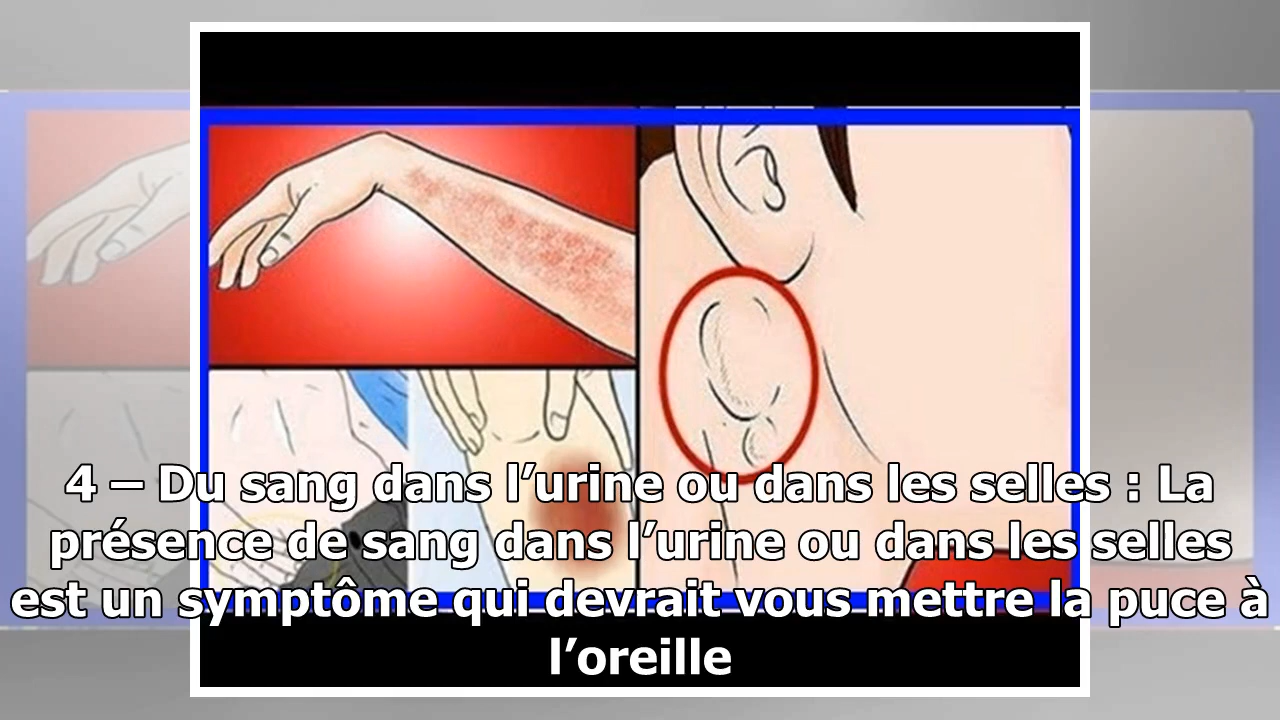 4 – Du sang dans l’urine ou dans les selles : La
présence de sang dans l’urine ou dans les selles
est un symptôme qui devrait vous mettre la puce à
l’oreille